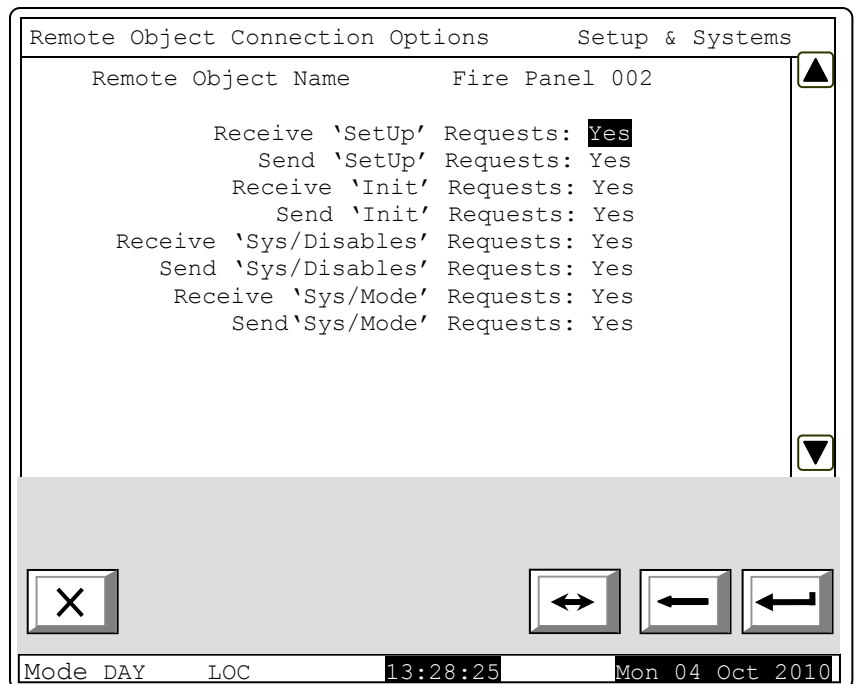 Remote Object Connection Options Setup & Systems
Remote Object Name Fire Panel 002
Receive ‘SetUp’ Requests: Yes
Send ‘SetUp’ Requests: Yes
Receive ‘Init’ Requests: Yes
Send ‘Init’ Requests: Yes
Receive ‘Sys/Disables’ Requests: Yes
Send ‘Sys/Disables’ Requests: Yes
Receive ‘Sys/Mode’ Requests: Yes
Send‘Sys/Mode’ Requests: Yes
Mode DAY LOC 13:28:25 Mon 04 Oct 2010